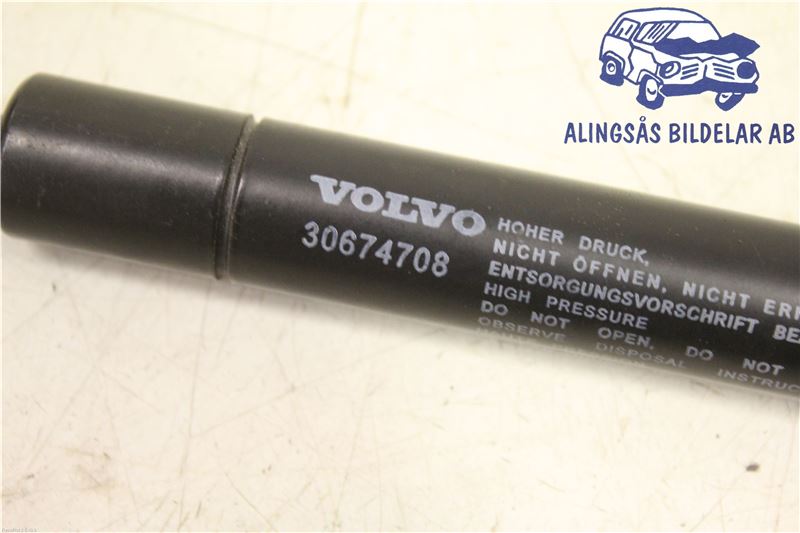 ALINGSÅS BILDELAR AB
VOLVO
30674708
HOHER DRUCK,
NICHT ÖFFNEN, NICHT
ENTSORGUNGSVORSCHRIFT
HIGH PRESSURE
DO NOT OPEN, DO NOT
OBSERVE DISPOSAL